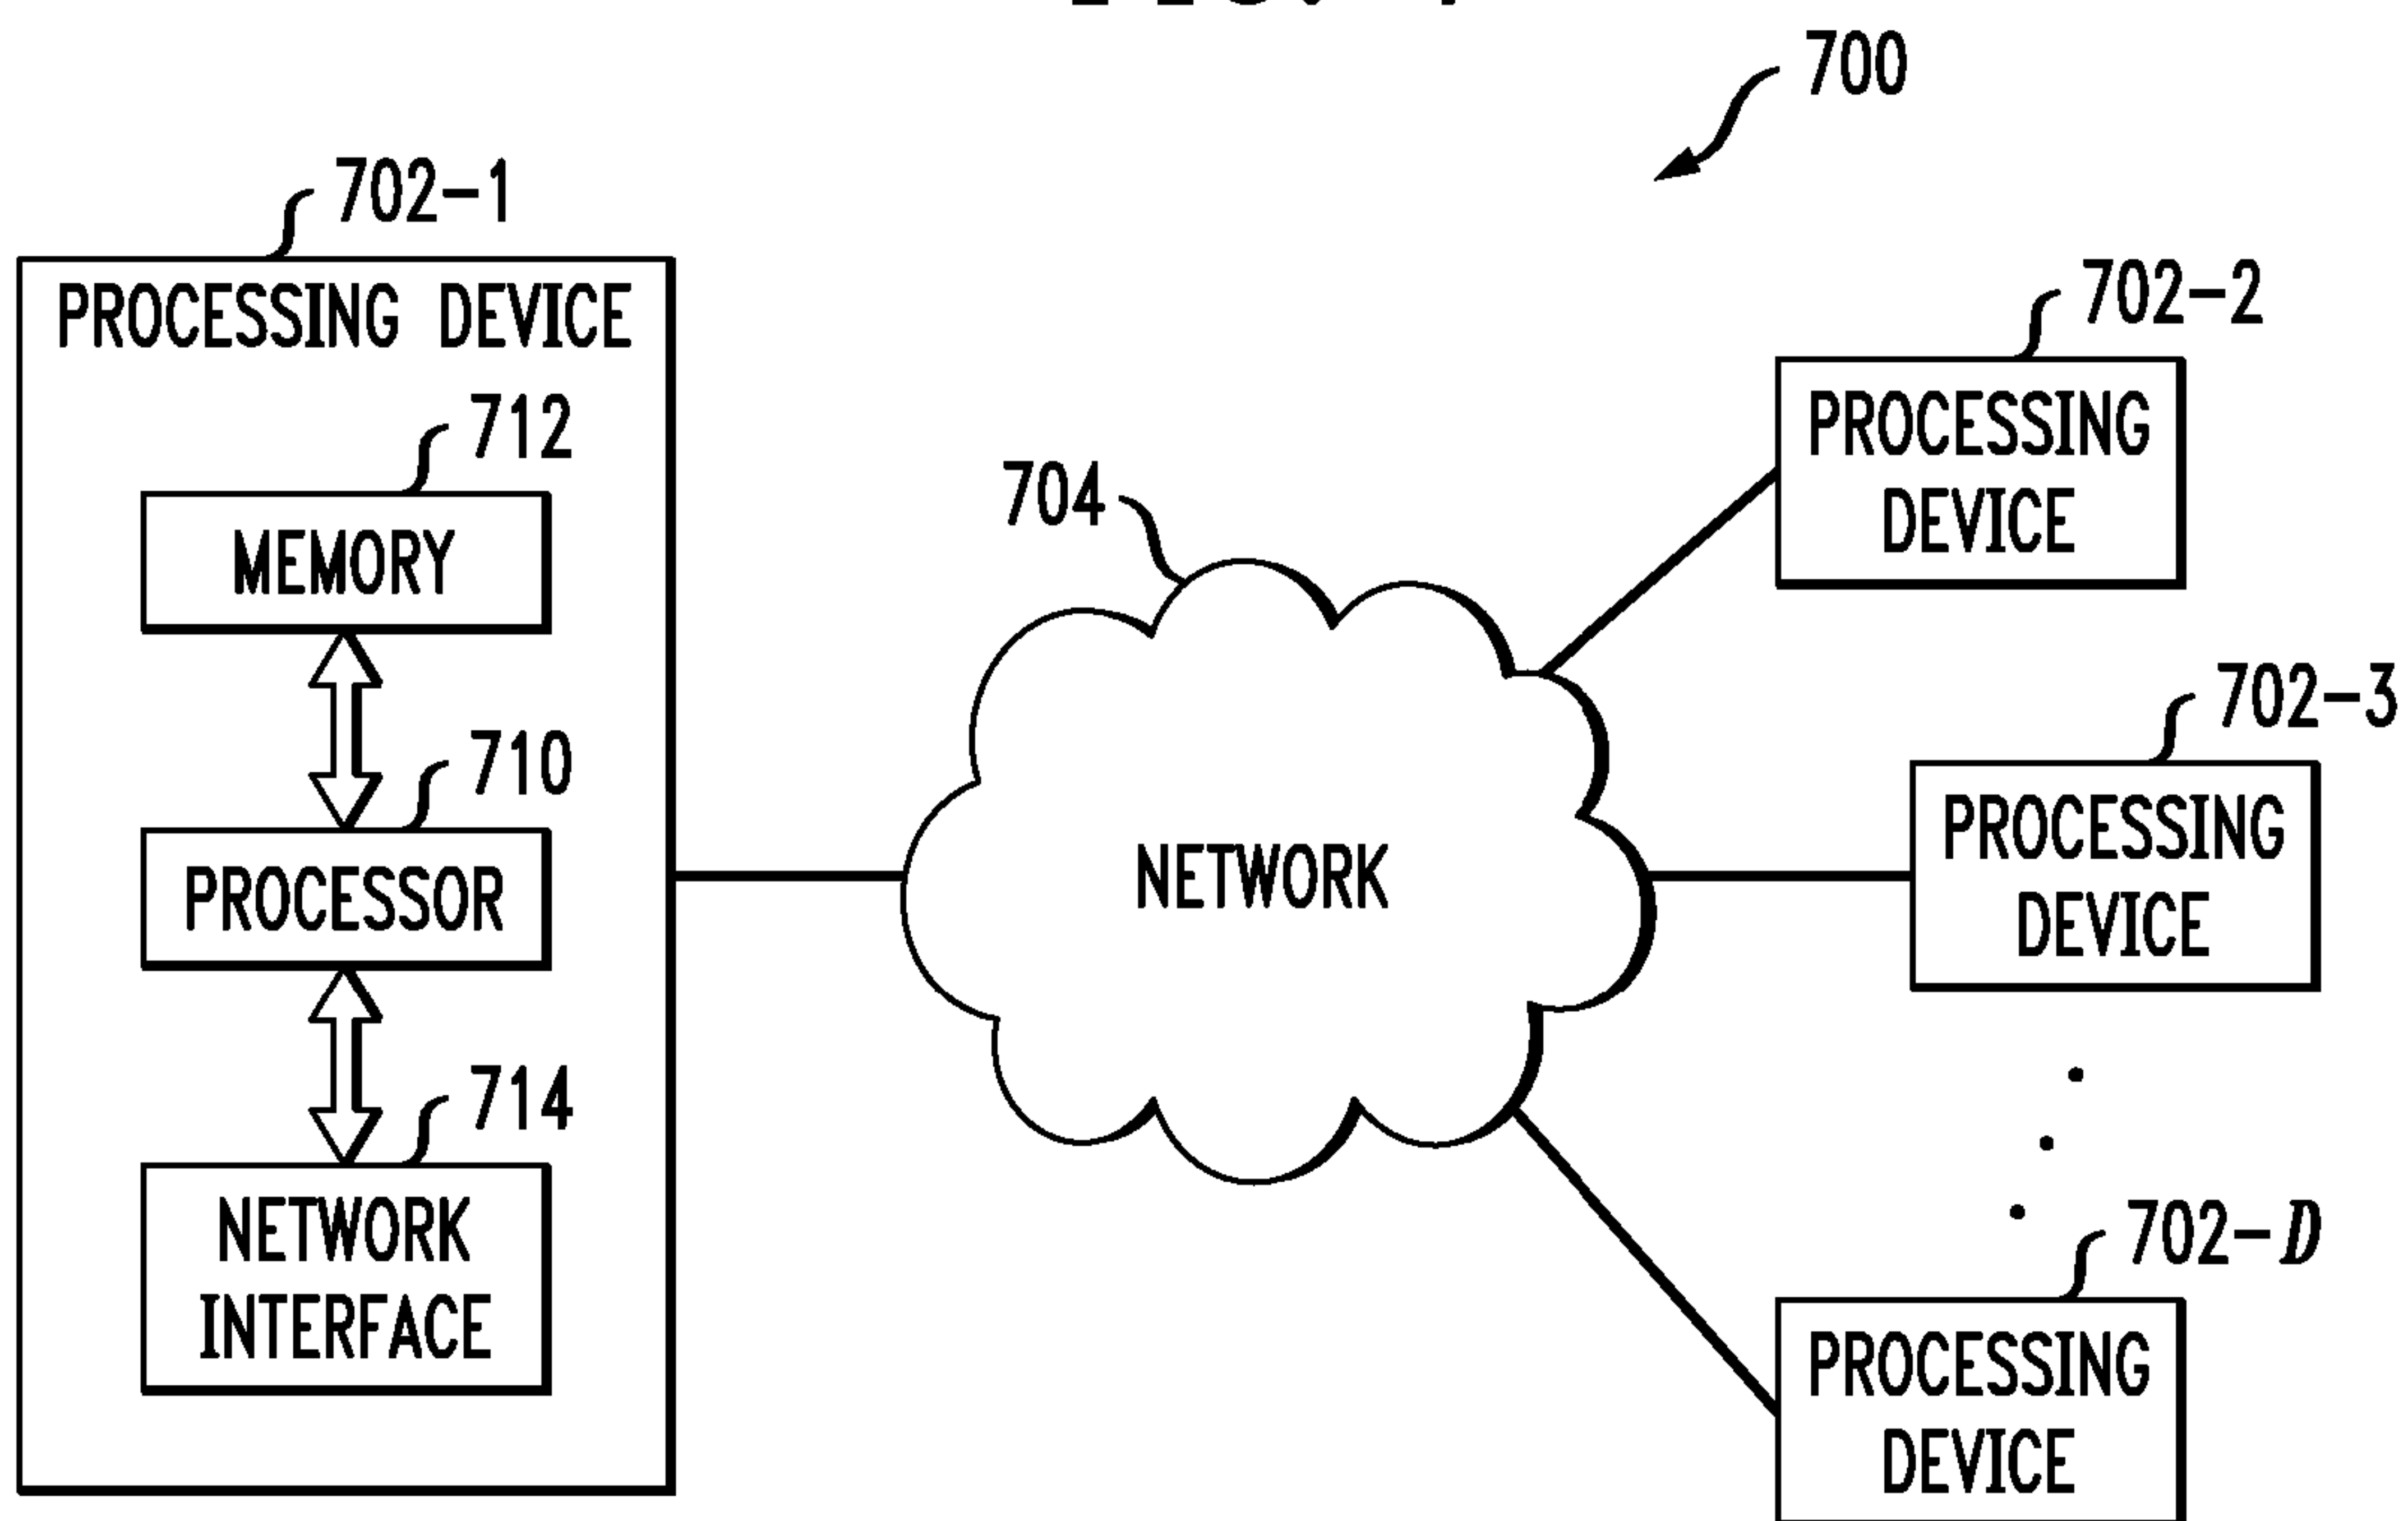 700
702-1
PROCESSING DEVICE
712
MEMORY
710
PROCESSOR
714
NETWORK
INTERFACE
704
NETWORK
702-2
PROCESSING
DEVICE
702-3
PROCESSING
DEVICE
702-D
PROCESSING
DEVICE